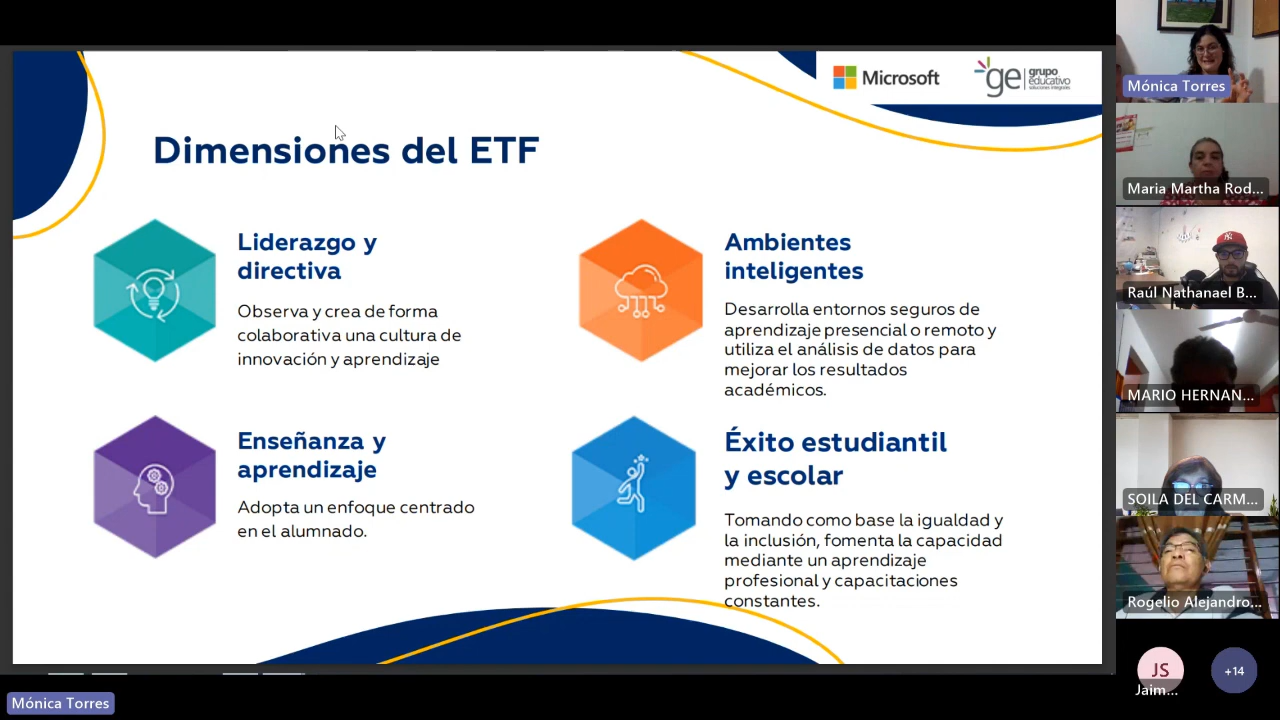 Microsoft
ge grupo
educativo
soluciones integrales
Dimensiones del ETF
Liderazgo y
directiva
Observa y crea de forma
colaborativa una cultura de
innovación y aprendizaje
Ambientes
inteligentes
Desarrolla entornos seguros de
aprendizaje presencial o remoto y
utiliza el análisis de datos para
mejorar los resultados
académicos.
Enseñanza y
aprendizaje
Adopta un enfoque centrado
en el alumnado.
Éxito estudiantil
y escolar
Tomando como base la igualdad y
la inclusión, fomenta la capacidad
mediante un aprendizaje
profesional y capacitaciones
constantes.
Mónica Torres
Maria Martha Rod...
Raúl Nathanael B...
MARIO HERNAN...
SOILA DEL CARM...
Rogelio Alejandro...
JS
Jaim...
+14
Mónica Torres